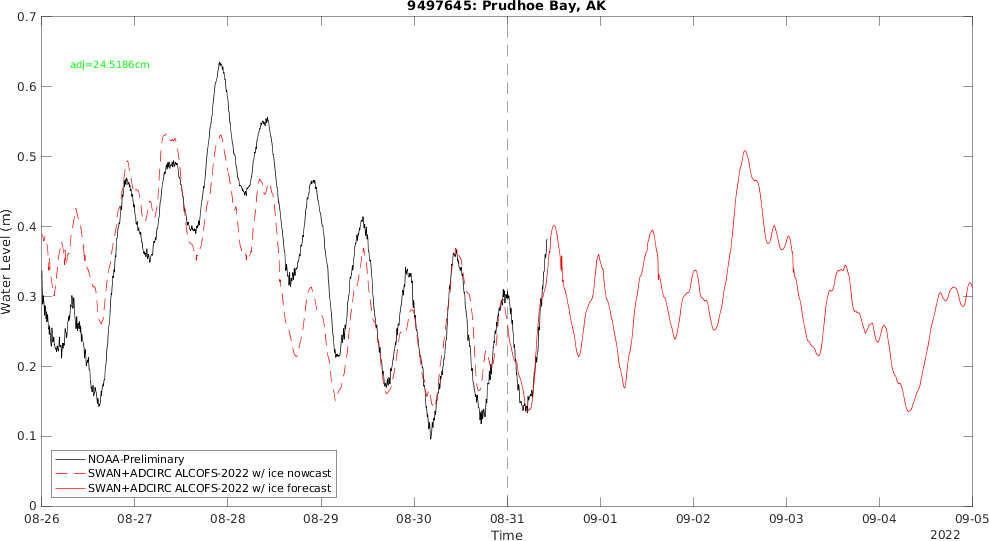 9497645: Prudhoe Bay, AK
adj=24.5186cm
Water Level (m)
0.7
0.6
0.5
0.4
0.3
0.2
0.1
0
NOAA-Preliminary
SWAN+ADCIRC ALCOFS-2022 w/ ice nowcast
SWAN+ADCIRC ALCOFS-2022 w/ ice forecast
08-26 08-27 08-28 08-29 08-30 08-31 09-01 09-02 09-03 09-04 09-05
Time
2022